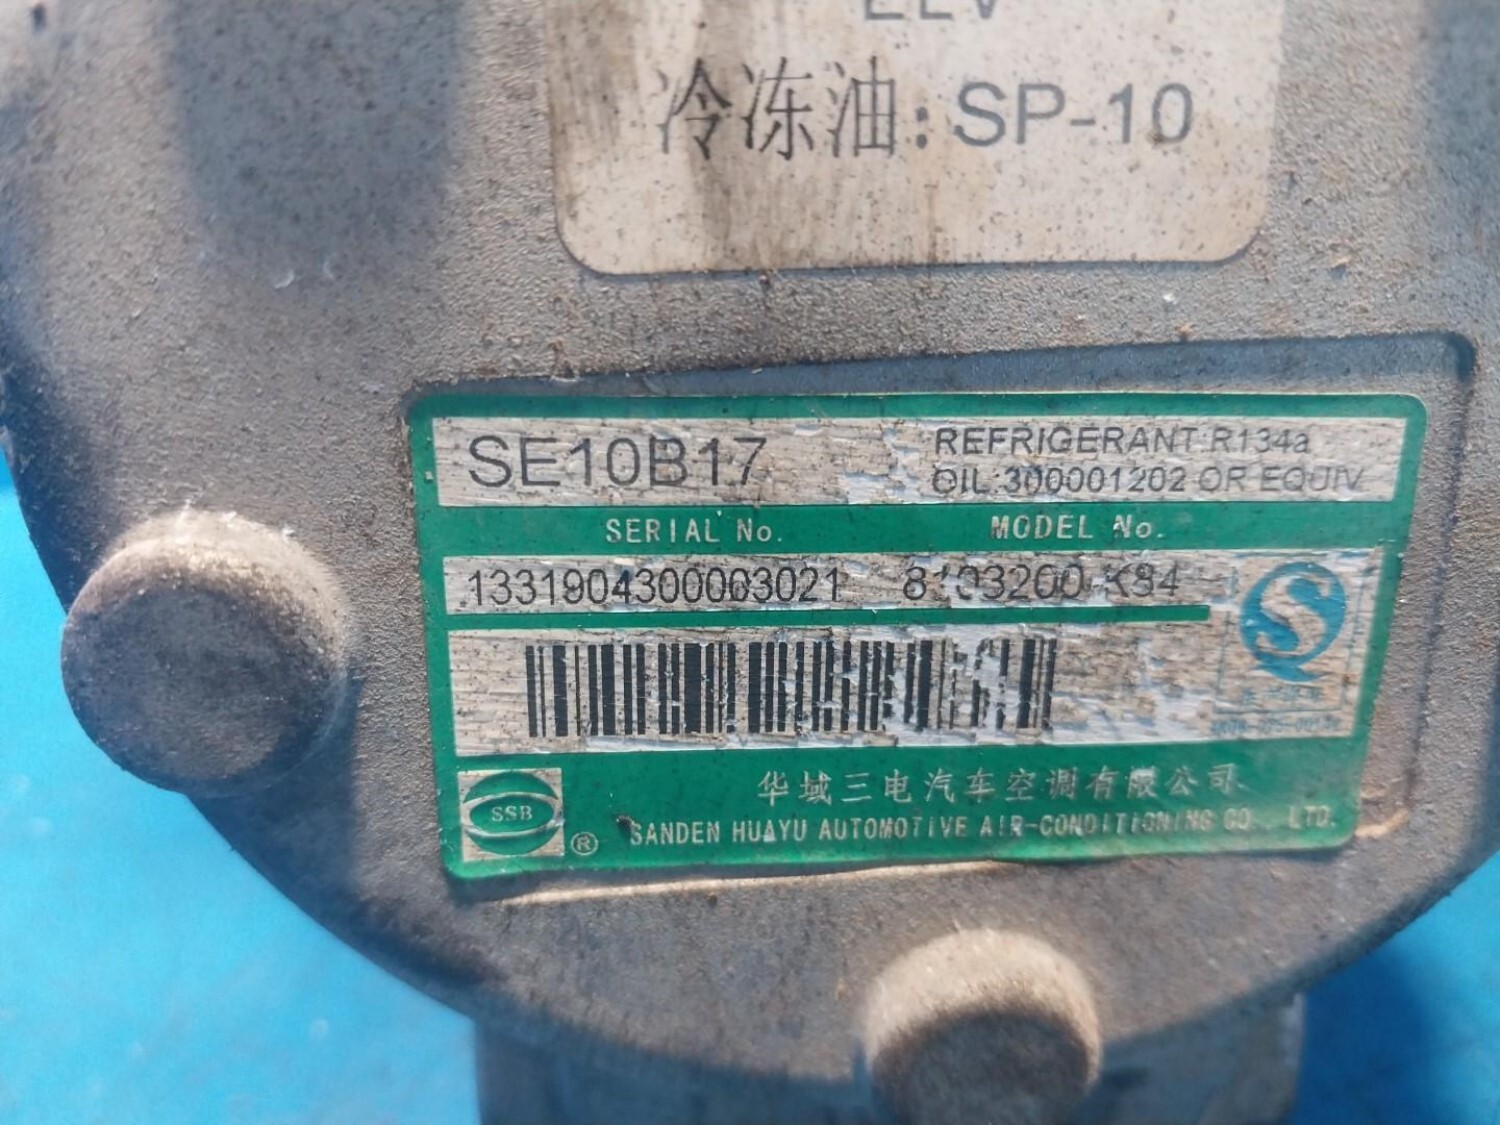 冷冻油: SP-10
SE10B17
REFRIGERANT:R134a
OIL:300001202 OR EQUIV
SERIAL No.
MODEL No.
1331904300003021
8103200-K84
SSB
®
华域三电汽车空调有限公司
SANDEN HUAYU AUTOMOTIVE AIR-CONDITIONING CO., LTD.